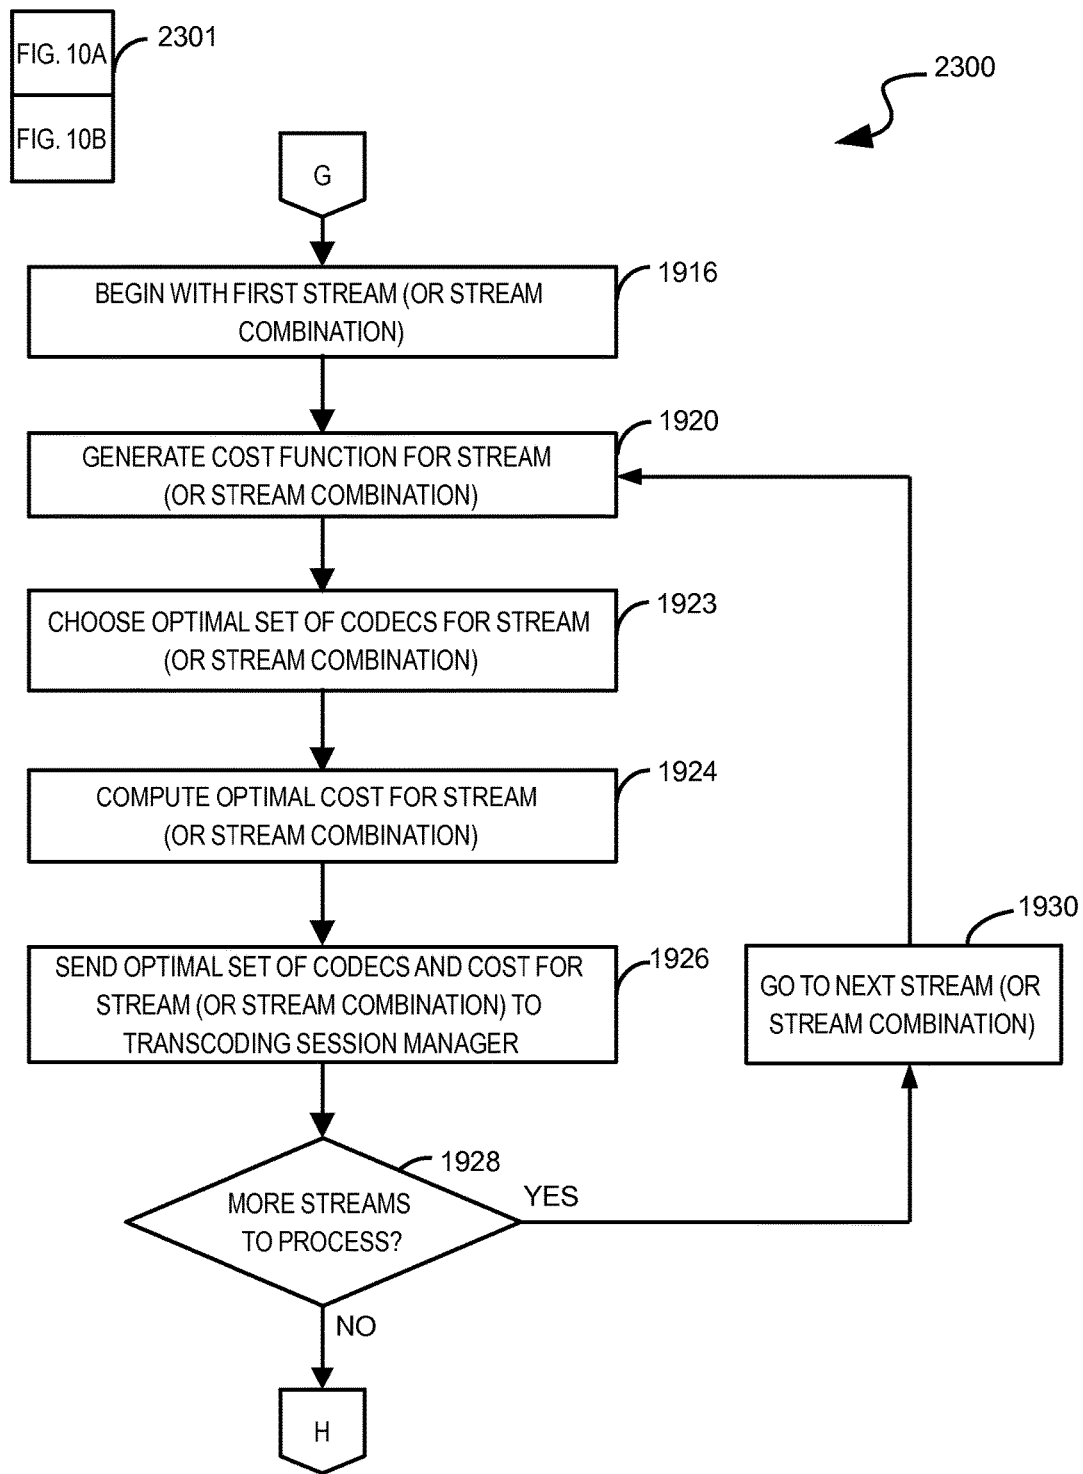 FIG. 10A
2301
FIG. 10B
2300
G
1916
BEGIN WITH FIRST STREAM (OR STREAM
COMBINATION)
1920
GENERATE COST FUNCTION FOR STREAM
(OR STREAM COMBINATION)
1923
CHOOSE OPTIMAL SET OF CODECS FOR STREAM
(OR STREAM COMBINATION)
1924
COMPUTE OPTIMAL COST FOR STREAM
(OR STREAM COMBINATION)
1926
SEND OPTIMAL SET OF CODECS AND COST FOR
STREAM (OR STREAM COMBINATION) TO
TRANSCODING SESSION MANAGER
1930
GO TO NEXT STREAM (OR
STREAM COMBINATION)
1928
MORE STREAMS
TO PROCESS?
YES
NO
H